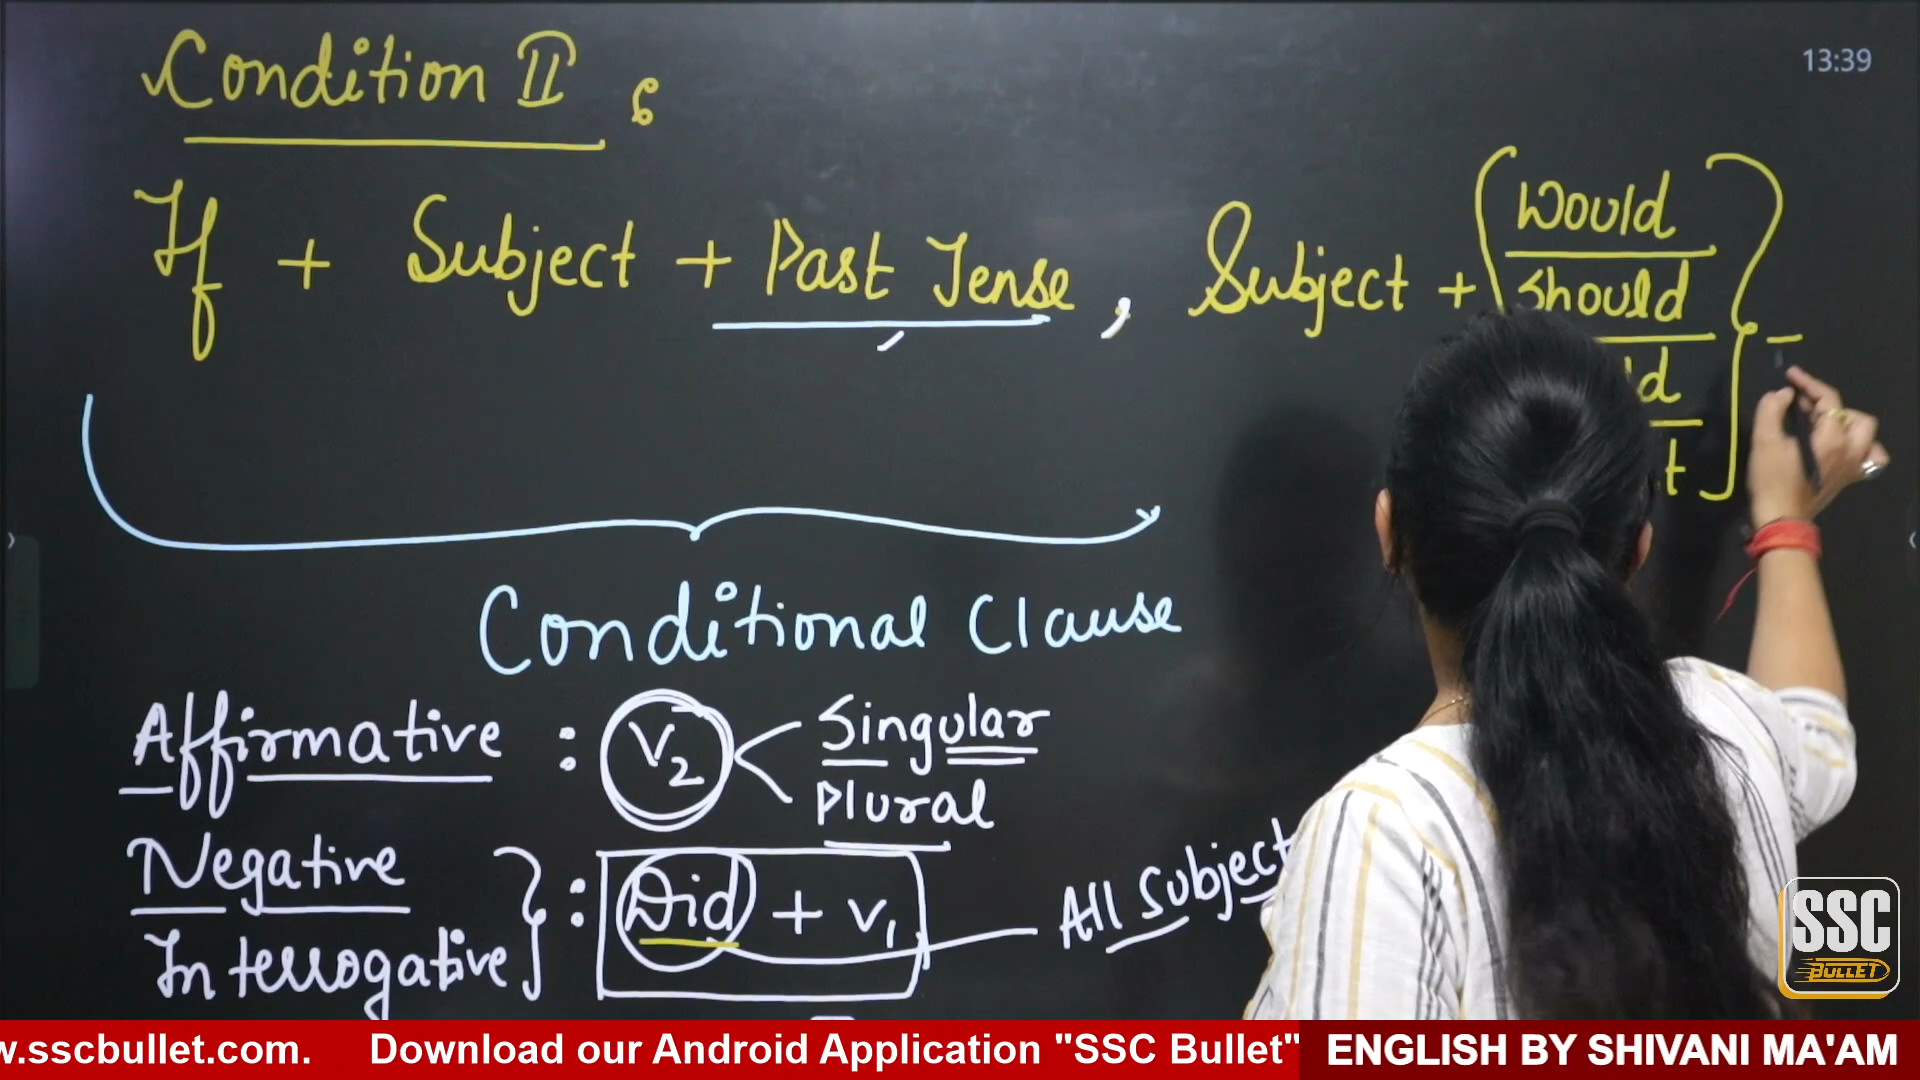 13:39
Condition II :
If + Subject + Past Tense , Subject + Would
Should
Conditional Clause
Affirmative : V2 Singular
Plural
Negative
Interrogative : Did + V1 All Subject
SSC
BULLET
w.sscbullet.com. Download our Android Application "SSC Bullet" ENGLISH BY SHIVANI MA'AM